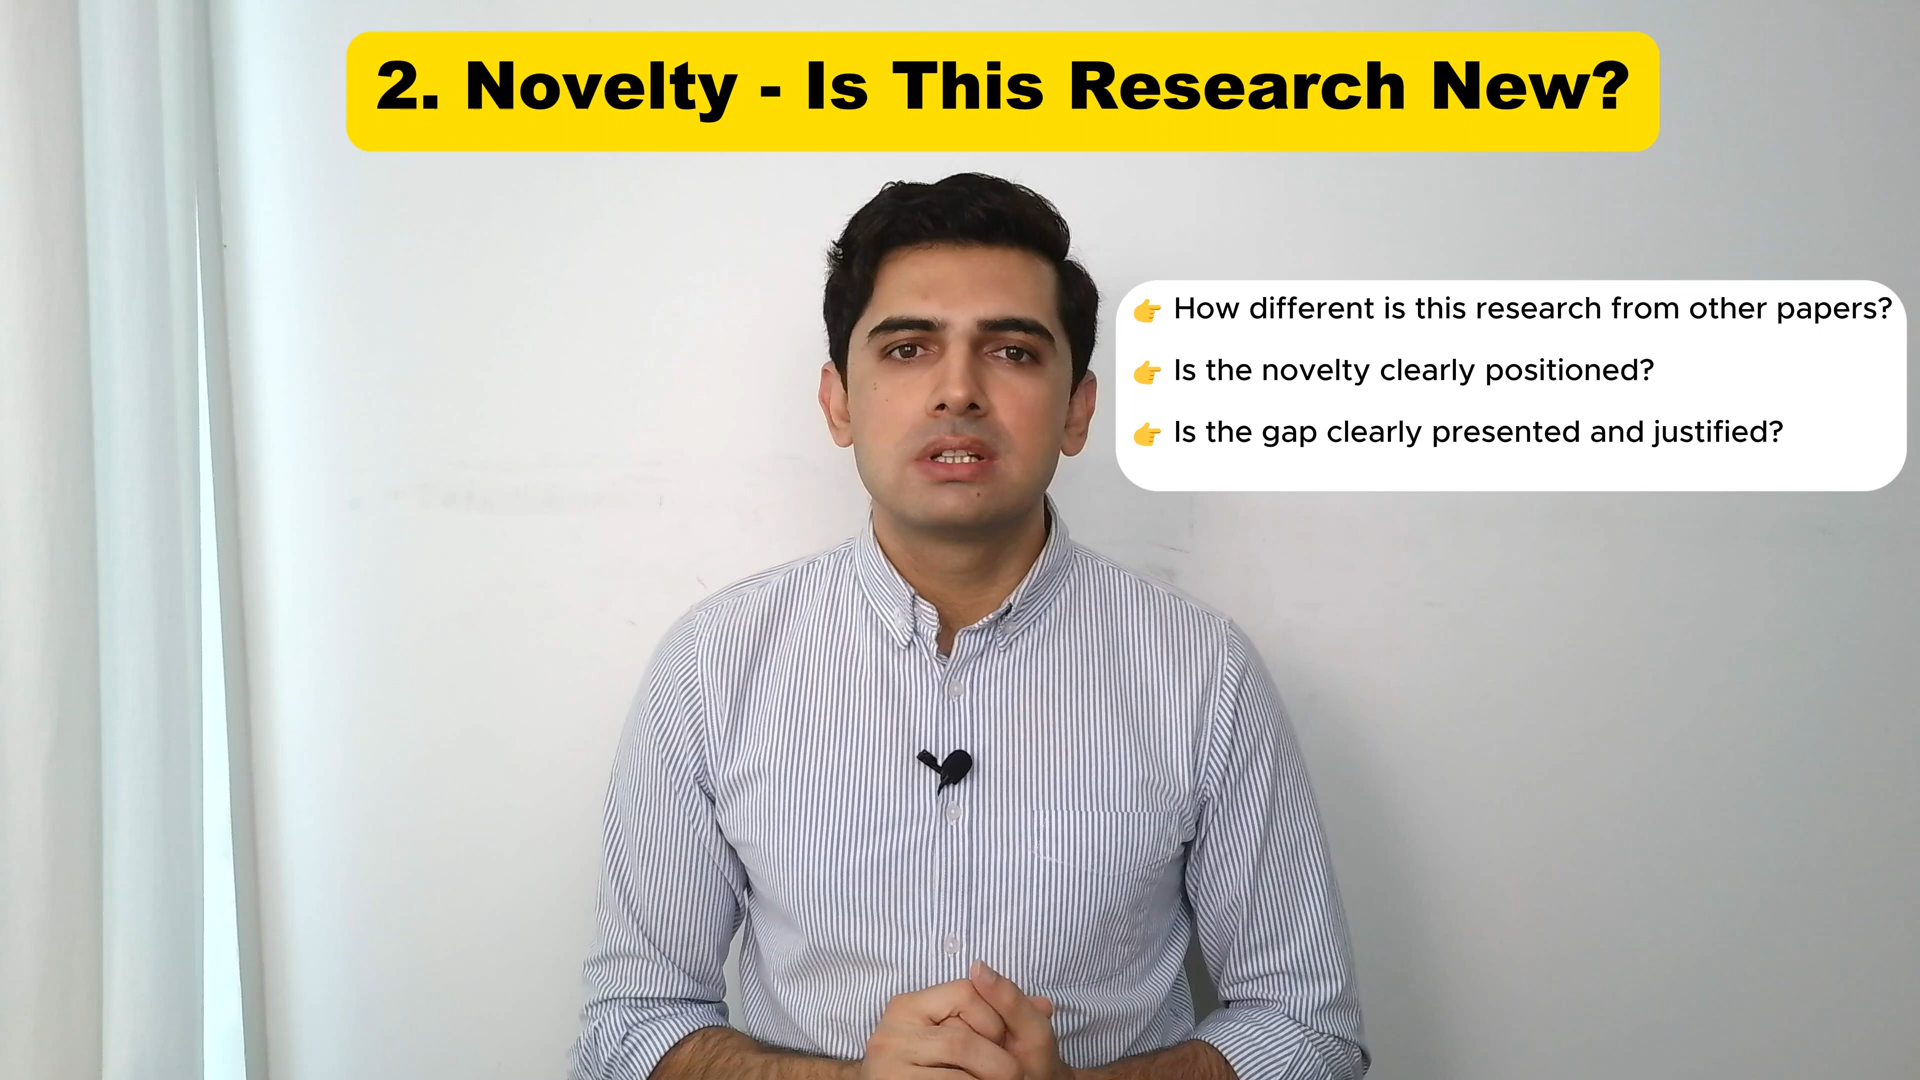 2. Novelty - Is This Research New?
👉 How different is this research from other papers?
👉 Is the novelty clearly positioned?
👉 Is the gap clearly presented and justified?